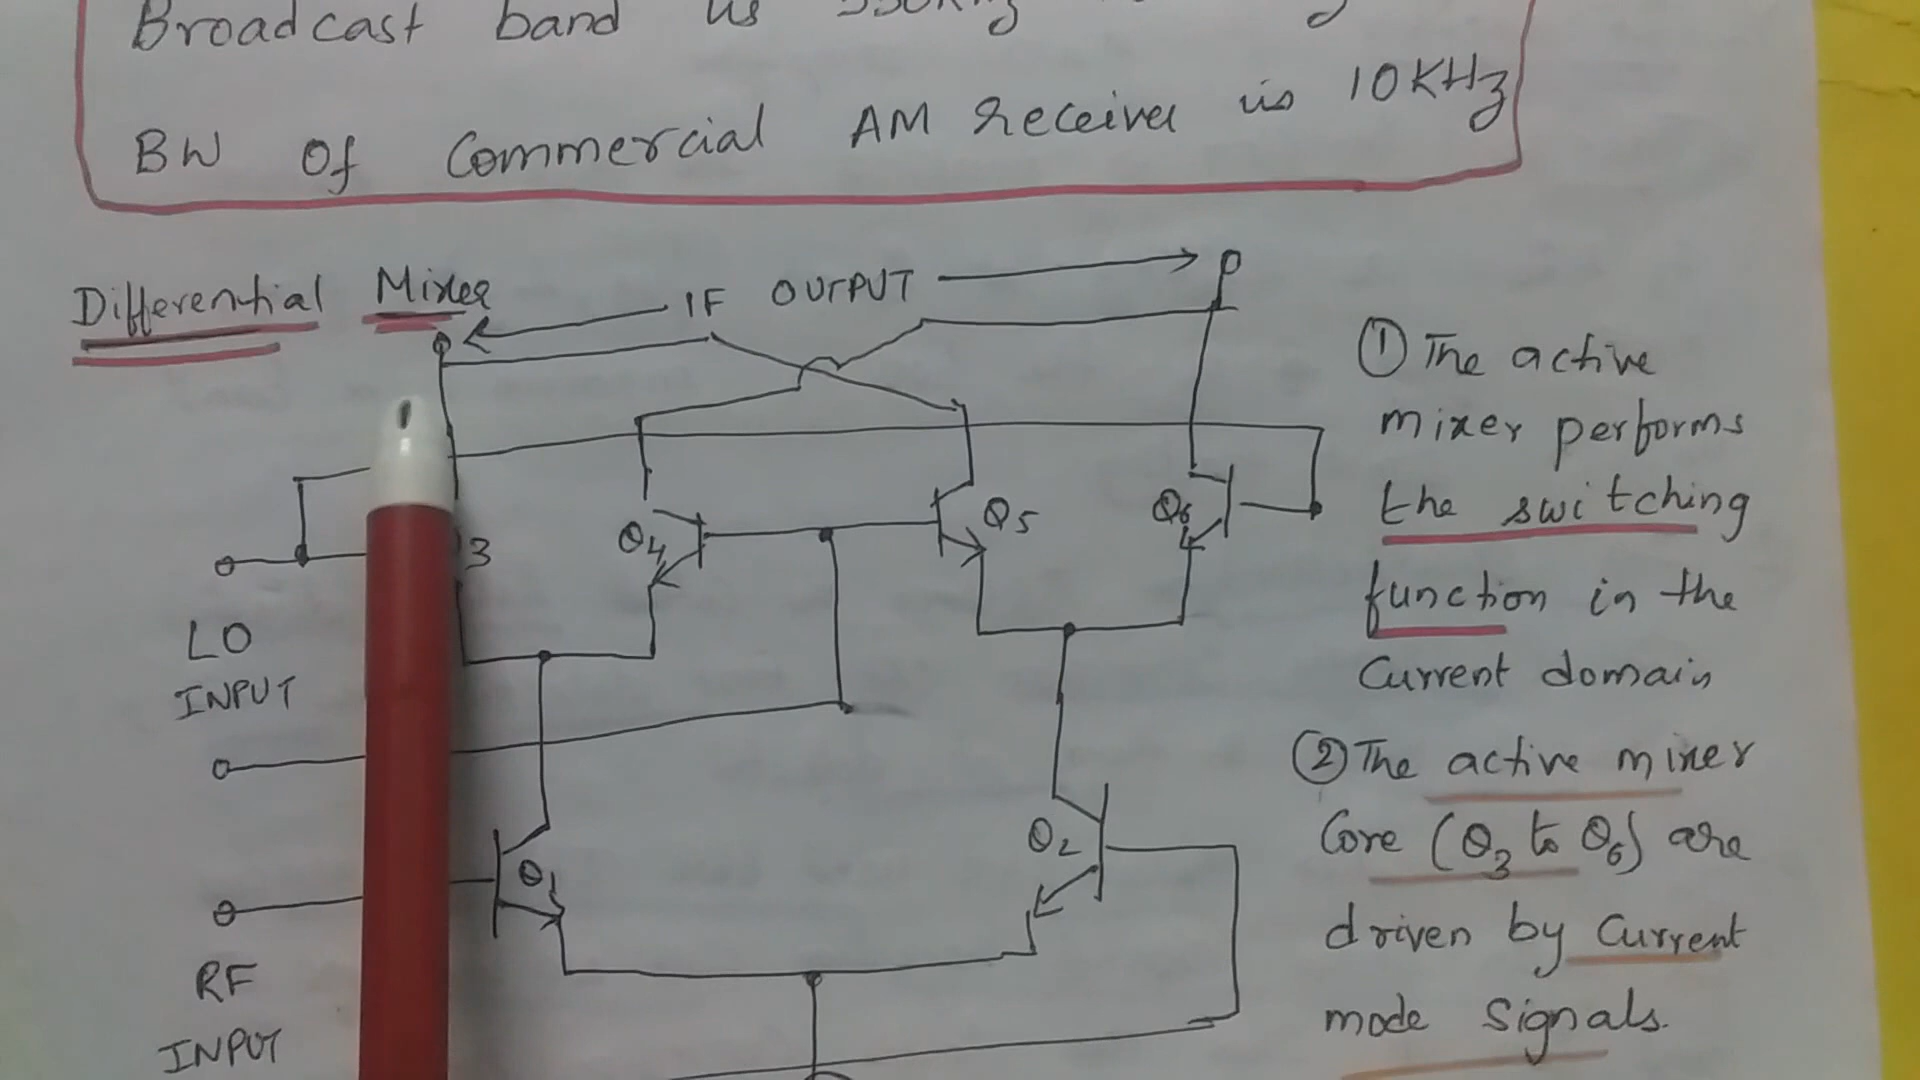 Broadcast band is
BW Of Commercial AM receiver is 10KHz
Differential Mixer
IF OUTPUT
① The active
mixer performs
the switching
function in the
Current domain
3
Q4
Q5
Q6
LO
INPUT
② The active mixer
Core (Q3 to Q6) are
driven by Current
mode signals.
Q1
Q2
RF
INPUT